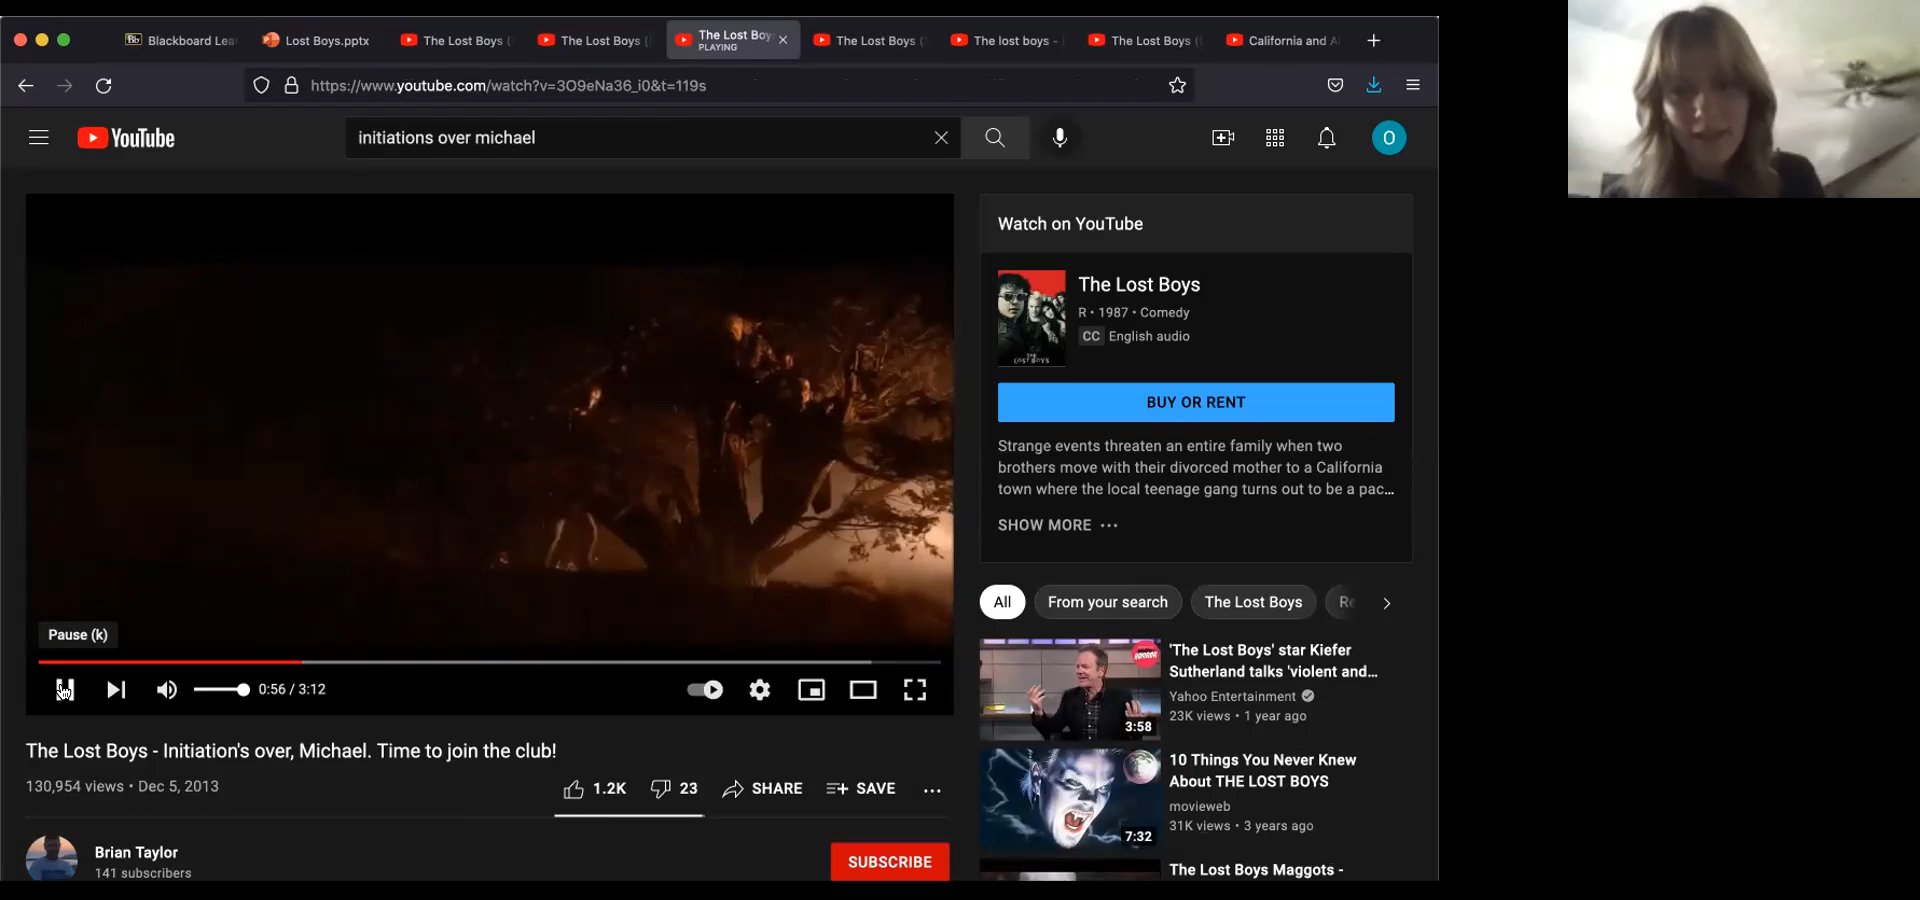 Blackboard Lea
Lost Boys.pptx
The Lost Boys (
The Lost Boys (
The Lost Boy
PLAYING
The Lost Boys (
The lost boys -
The Lost Boys (
California and A
https://www.youtube.com/watch?v=3O9eNa36_i0&t=119s
YouTube
initiations over michael
O
Watch on YouTube
The Lost Boys
R • 1987 • Comedy
CC English audio
THE
LOST BOYS
BUY OR RENT
Strange events threaten an entire family when two
brothers move with their divorced mother to a California
town where the local teenage gang turns out to be a pac...
SHOW MORE ...
Pause (k)
0:56 / 3:12
All
From your search
The Lost Boys
Re
The Lost Boys - Initiation's over, Michael. Time to join the club!
130,954 views • Dec 5, 2013
1.2K
23
SHARE
SAVE
...
Brian Taylor
141 subscribers
SUBSCRIBE
'The Lost Boys' star Kiefer
Sutherland talks 'violent and...
Yahoo Entertainment
23K views • 1 year ago
3:58
10 Things You Never Knew
About THE LOST BOYS
movieweb
31K views • 3 years ago
7:32
The Lost Boys Maggots -